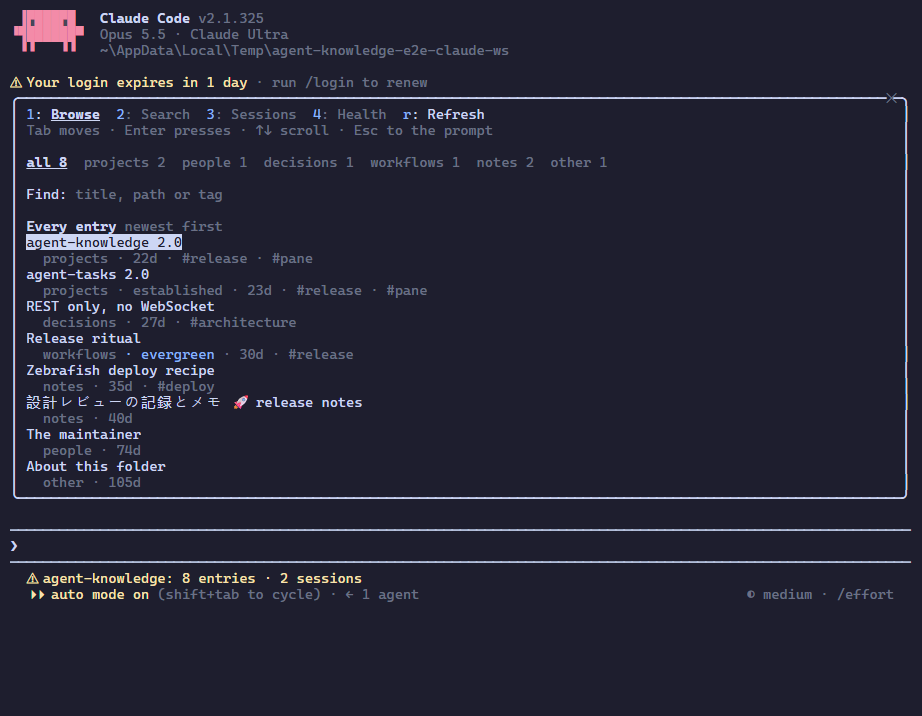 Claude Code v2.1.325
Opus 5.5 · Claude Ultra
~\AppData\Local\Temp\agent-knowledge-e2e-claude-ws
⚠ Your login expires in 1 day · run /login to renew
1: Browse 2: Search 3: Sessions 4: Health r: Refresh
Tab moves · Enter presses · ↑↓ scroll · Esc to the prompt
all 8 projects 2 people 1 decisions 1 workflows 1 notes 2 other 1
Find: title, path or tag
Every entry newest first
agent-knowledge 2.0
projects · 22d · #release · #pane
agent-tasks 2.0
projects · established · 23d · #release · #pane
REST only, no WebSocket
decisions · 27d · #architecture
Release ritual
workflows · evergreen · 30d · #release
Zebrafish deploy recipe
notes · 35d · #deploy
設計レビューの記録とメモ 🚀 release notes
notes · 40d
The maintainer
people · 74d
About this folder
other · 105d
❯
⚠ agent-knowledge: 8 entries · 2 sessions
⏵⏵ auto mode on (shift+tab to cycle) · ← 1 agent ◐ medium · /effort